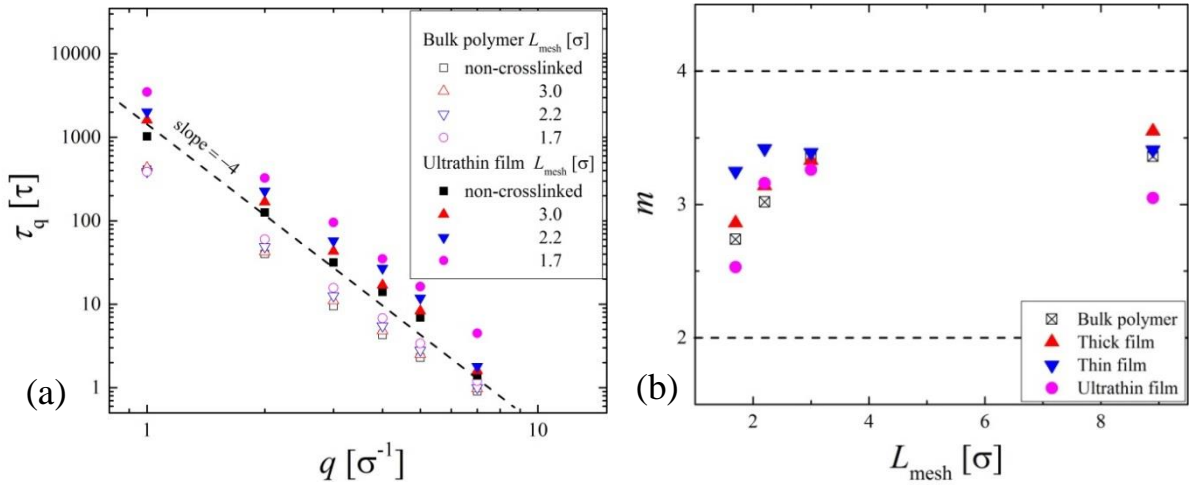 10000
1000
100
10
1
τq [τ]
slope = −4
Bulk polymer Lmesh [σ]
non-crosslinked
3.0
2.2
1.7
Ultrathin film Lmesh [σ]
non-crosslinked
3.0
2.2
1.7
(a)
1 10
q [σ-1]
4
3
2
m
Bulk polymer
Thick film
Thin film
Ultrathin film
(b)
2 4 6 8
Lmesh [σ]